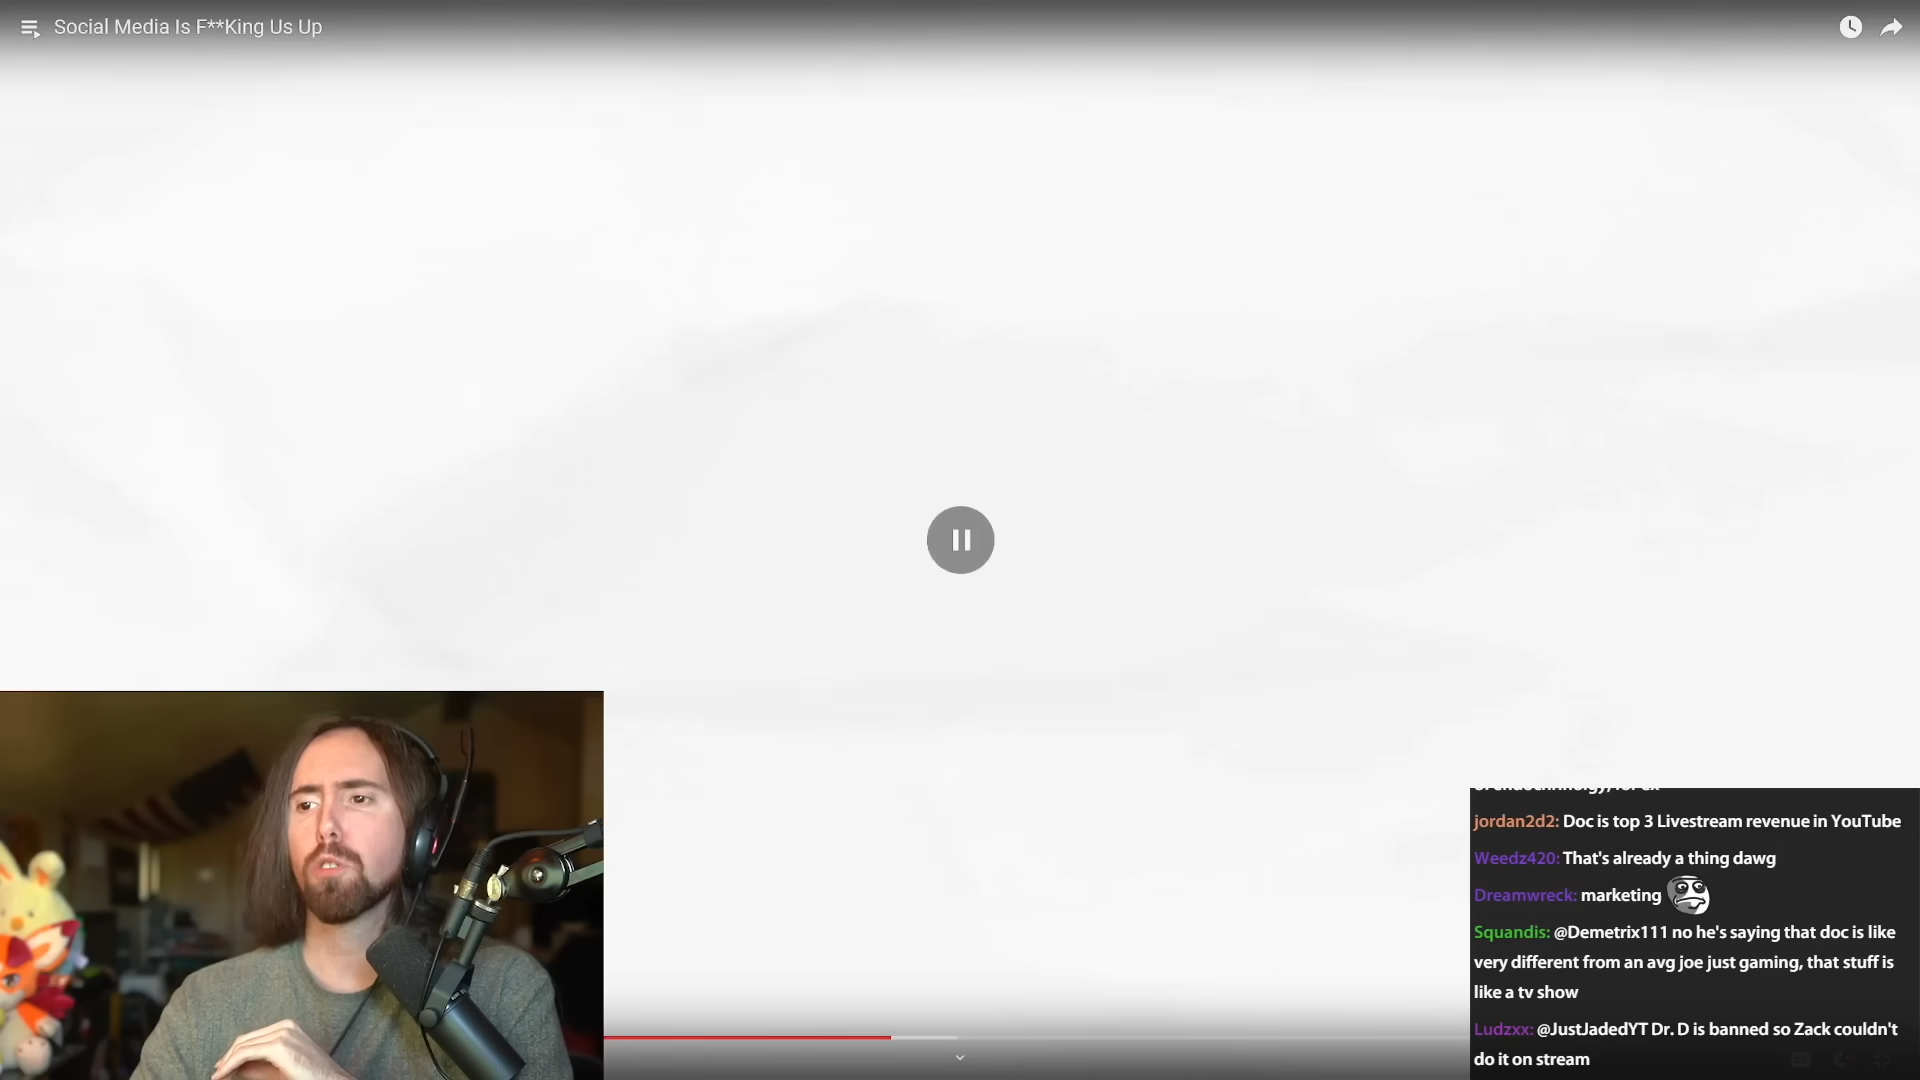 Social Media Is F**King Us Up
jordan2d2: Doc is top 3 Livestream revenue in YouTube
Weedz420: That's already a thing dawg
Dreamwreck: marketing
Squandis: @Demetrix111 no he's saying that doc is like
very different from an avg joe just gaming, that stuff is
like a tv show
Ludzxx: @JustJadedYT Dr. D is banned so Zack couldn't
do it on stream